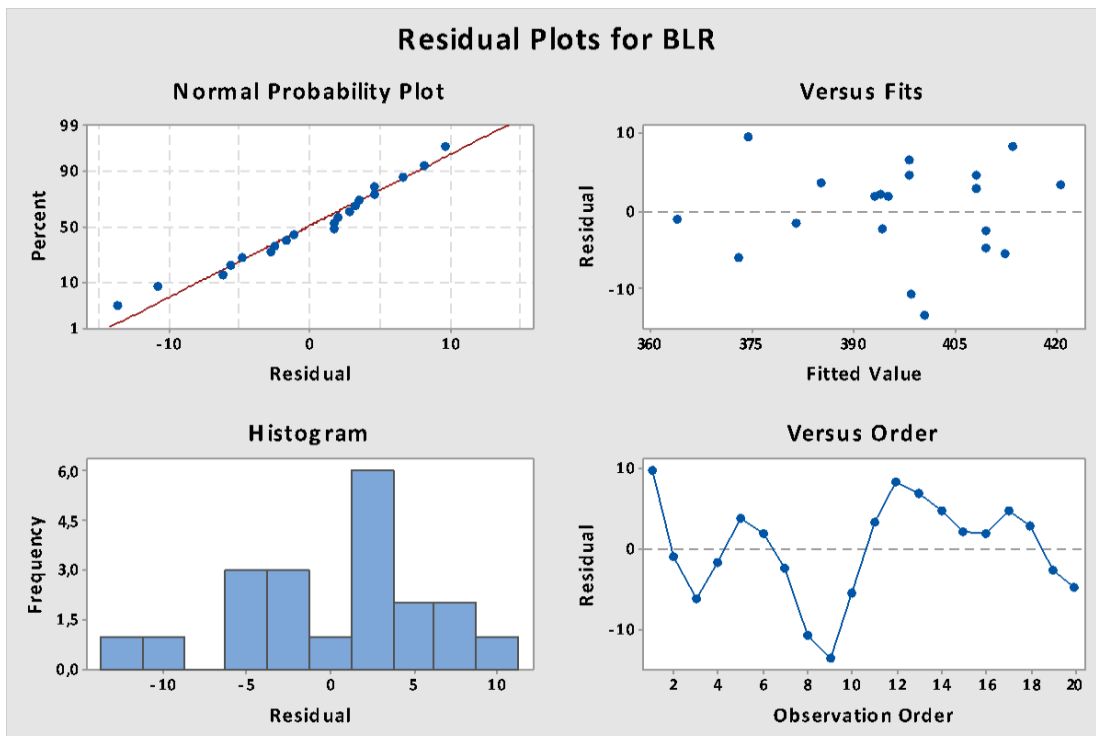 Residual Plots for BLR
Normal Probability Plot
99
90
50
10
1
Percent
-10 0 10
Residual
Versus Fits
10
0
-10
Residual
360 375 390 405 420
Fitted Value
Histogram
6,0
4,5
3,0
1,5
0,0
Frequency
-10 -5 0 5 10
Residual
Versus Order
10
0
-10
Residual
2 4 6 8 10 12 14 16 18 20
Observation Order